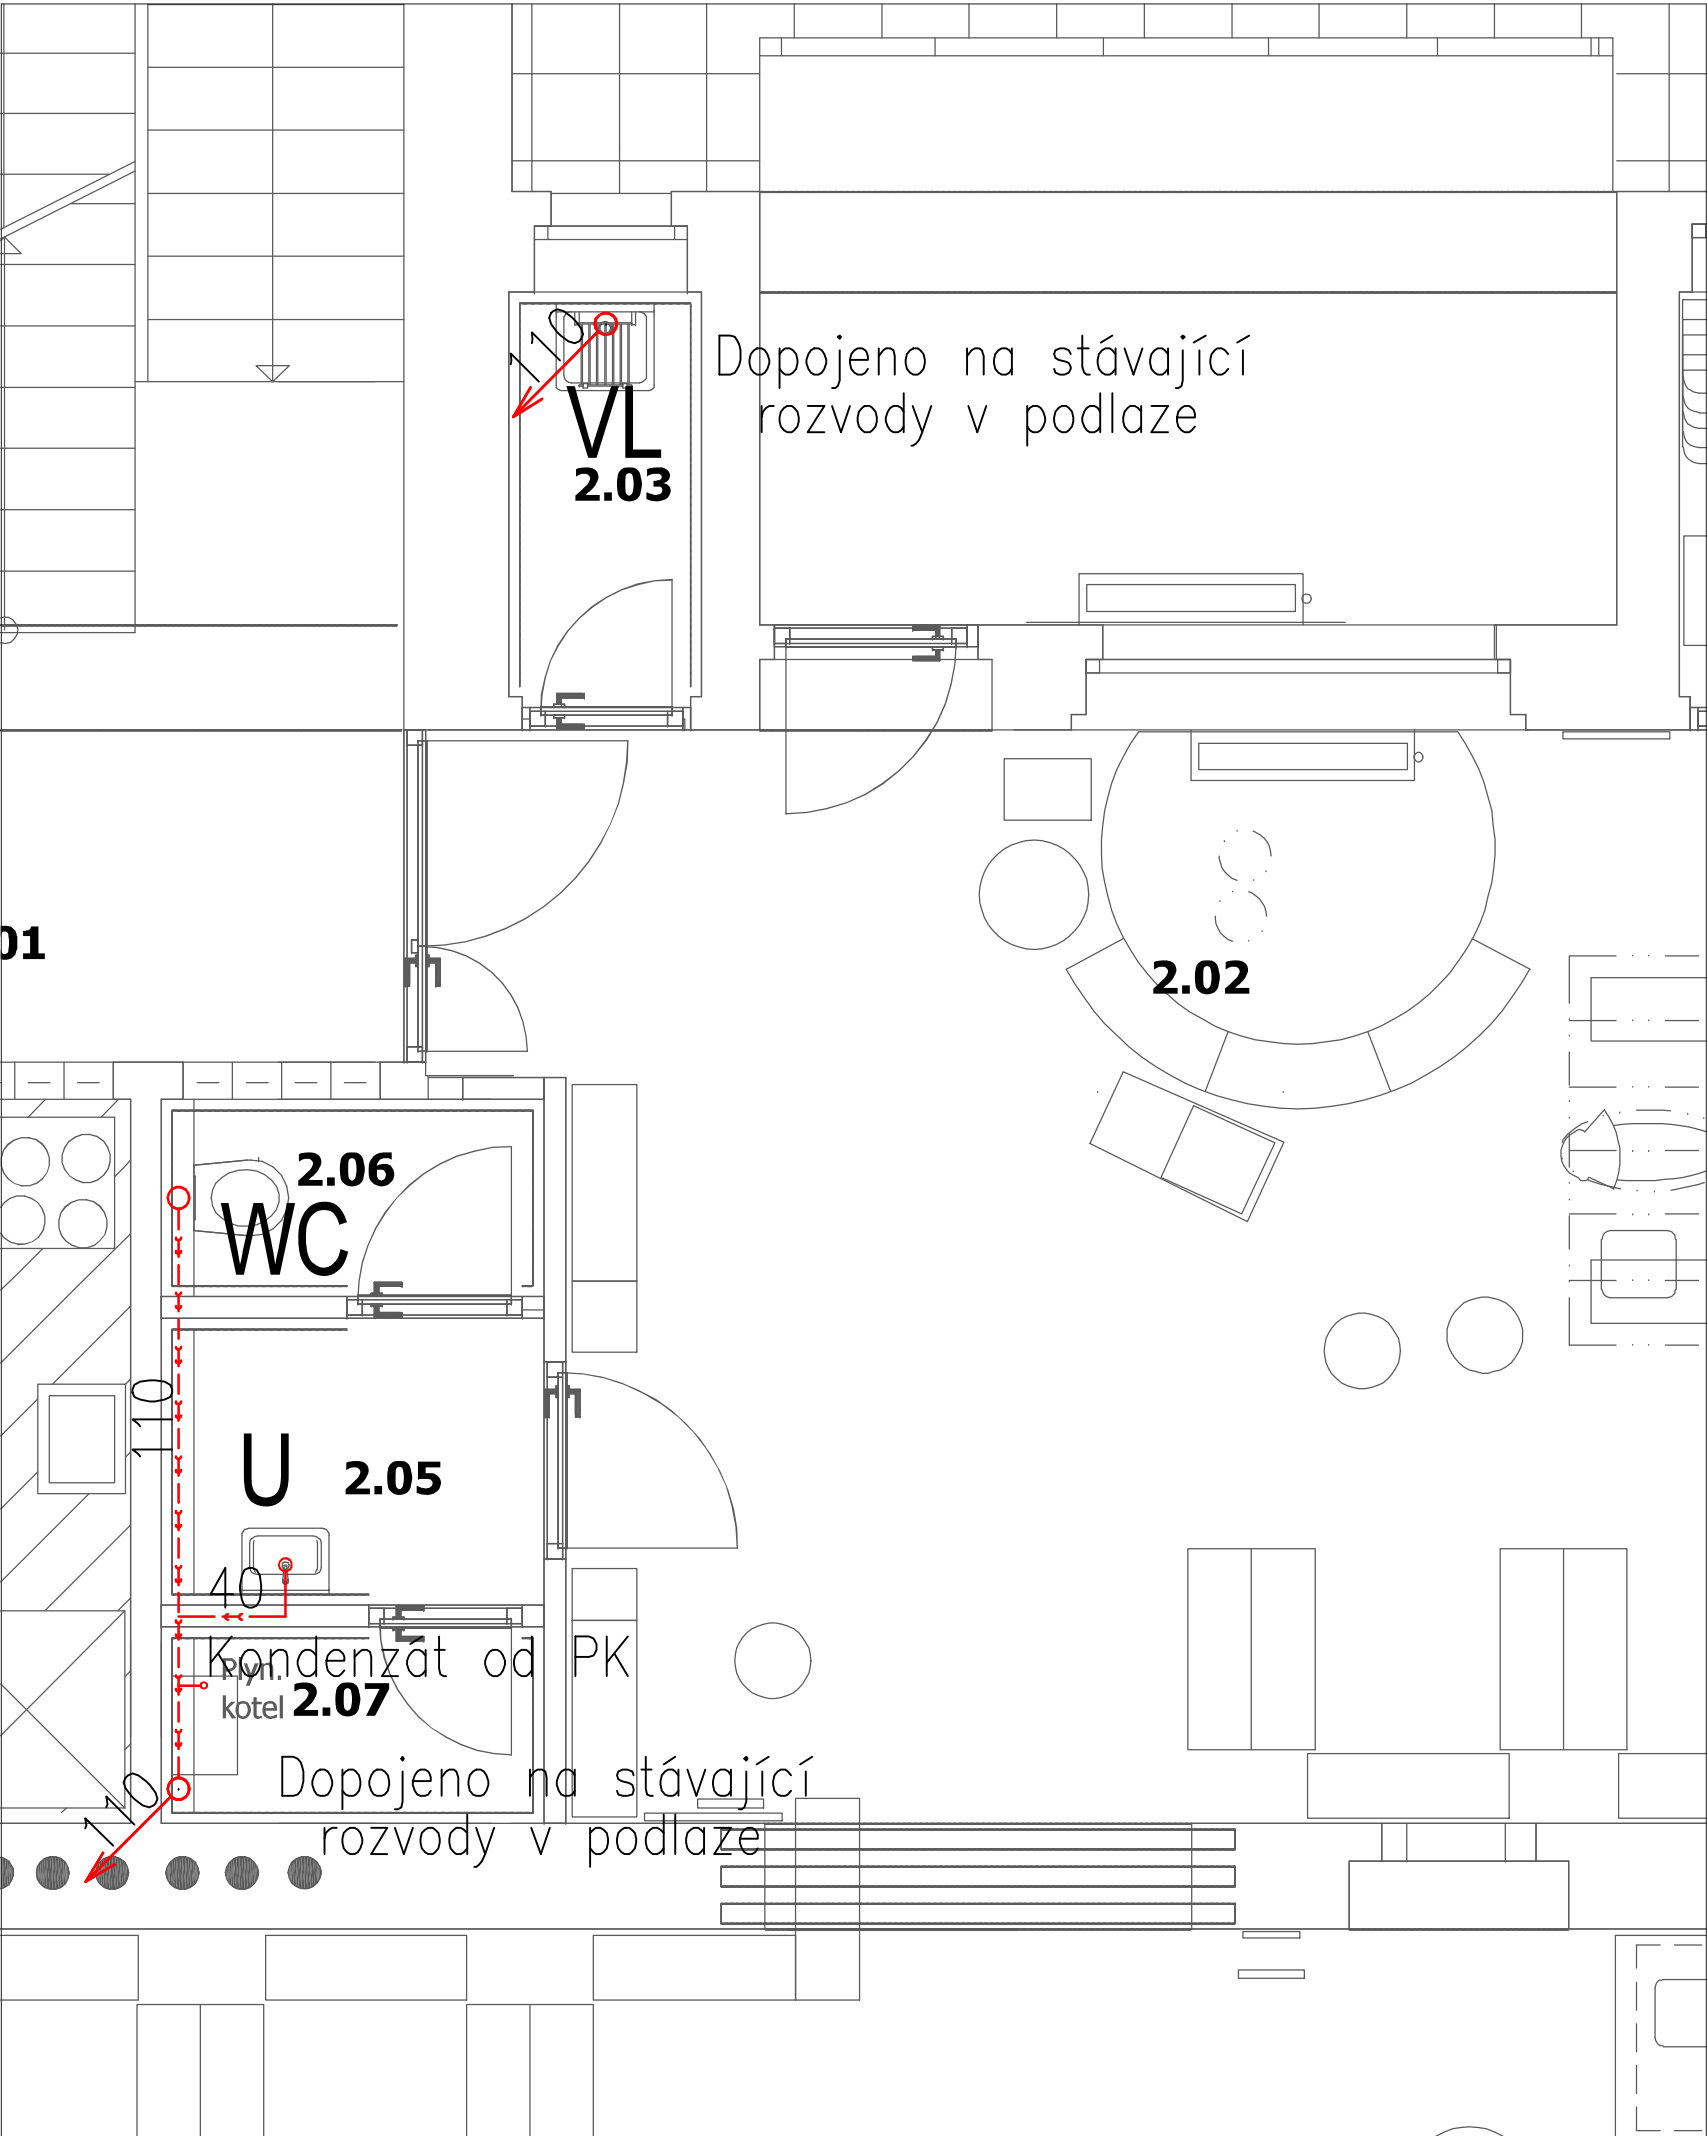 110
Dopojeno na stávající
rozvody v podlaze
VL
2.03
01
2.02
2.06
WC
110
U
2.05
40
Kondenzát od PK
Plyn.
kotel
2.07
110
Dopojeno na stávající
rozvody v podlaze